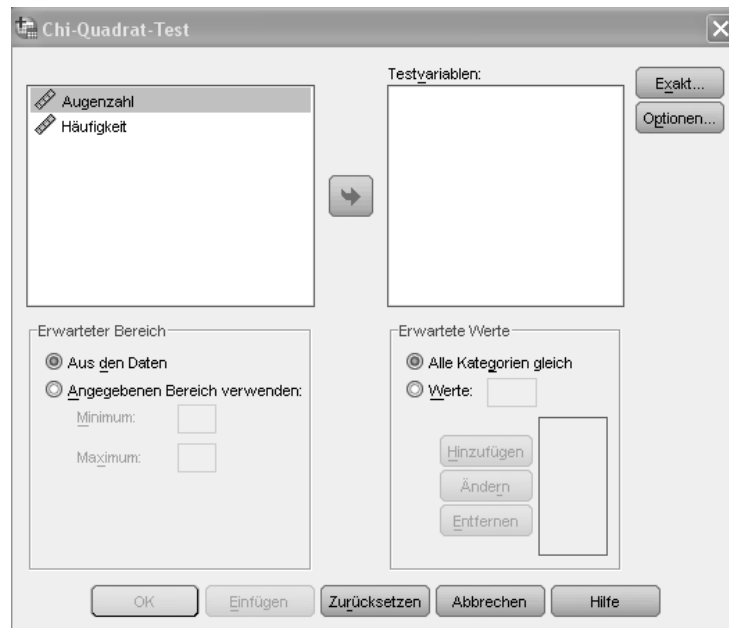 Chi-Quadrat-Test
Augenzahl
Häufigkeit
Testvariablen:
Exakt...
Optionen...
Erwarteter Bereich
Aus den Daten
Angegebenen Bereich verwenden:
Minimum:
Maximum:
Erwartete Werte
Alle Kategorien gleich
Werte:
Hinzufügen
Ändern
Entfernen
OK
Einfügen
Zurücksetzen
Abbrechen
Hilfe